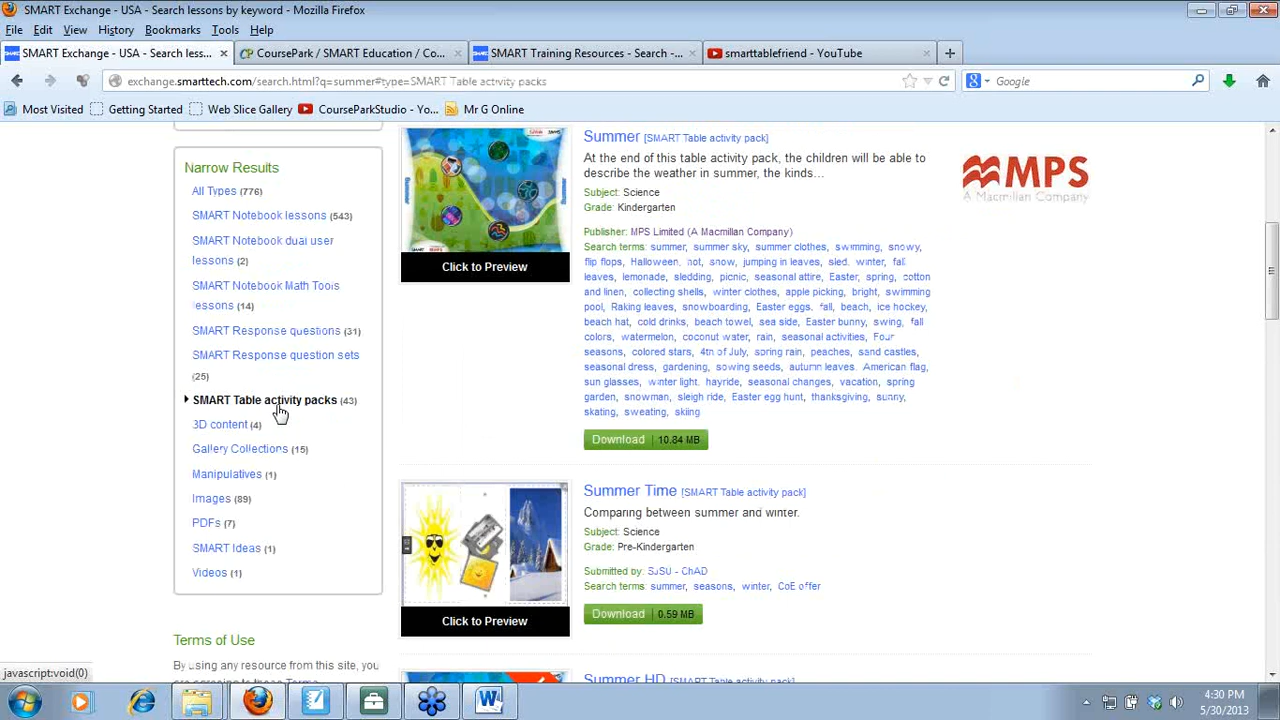 SMART Exchange - USA - Search lessons by keyword - Mozilla Firefox
File Edit View History Bookmarks Tools Help
SMART Exchange - USA - Search less... × CoursePark / SMART Education / Co... × SMART Training Resources - Search -... × smarttablefriend - YouTube × +
exchange.smarttech.com/search.html?q=summer#type=SMART Table activity packs Google
Most Visited Getting Started Web Slice Gallery CourseParkStudio - Yo... Mr G Online
Narrow Results
All Types (776)
SMART Notebook lessons (543)
SMART Notebook dual user
lessons (2)
SMART Notebook Math Tools
lessons (14)
SMART Response questions (31)
SMART Response question sets
(25)
SMART Table activity packs (43)
3D content (4)
Gallery Collections (15)
Manipulatives (1)
Images (89)
PDFs (7)
SMART Ideas (1)
Videos (1)
Terms of Use
By using any resource from this site, you
Click to Preview
Summer [SMART Table activity pack]
At the end of this table activity pack, the children will be able to
describe the weather in summer, the kinds...
Subject: Science
Grade: Kindergarten
Publisher: MPS Limited (A Macmillan Company)
Search terms: summer, summer sky, summer clothes, swimming, snowy,
flip flops, Halloween, hot, snow, jumping in leaves, sled, winter, fall
leaves, lemonade, sledding, picnic, seasonal attire, Easter, spring, cotton
and linen, collecting shells, winter clothes, apple picking, bright, swimming
pool, Raking leaves, snowboarding, Easter eggs, fall, beach, ice hockey,
beach hat, cold drinks, beach towel, sea side, Easter bunny, swing, fall
colors, watermelon, coconut water, rain, seasonal activities, Four
seasons, colored stars, 4th of July, spring rain, peaches, sand castles,
seasonal dress, gardening, sowing seeds, autumn leaves, American flag,
sun glasses, winter light, hayride, seasonal changes, vacation, spring
garden, snowman, sleigh ride, Easter egg hunt, thanksgiving, sunny,
skating, sweating, skiing
Download 10.84 MB
MPS
A Macmillan Company
Click to Preview
Summer Time [SMART Table activity pack]
Comparing between summer and winter.
Subject: Science
Grade: Pre-Kindergarten
Submitted by: SJSU - ChAD
Search terms: summer, seasons, winter, CoE offer
Download 0.59 MB
Summer HD [SMART Table activity pack]
javascript:void(0)
4:30 PM
5/30/2013